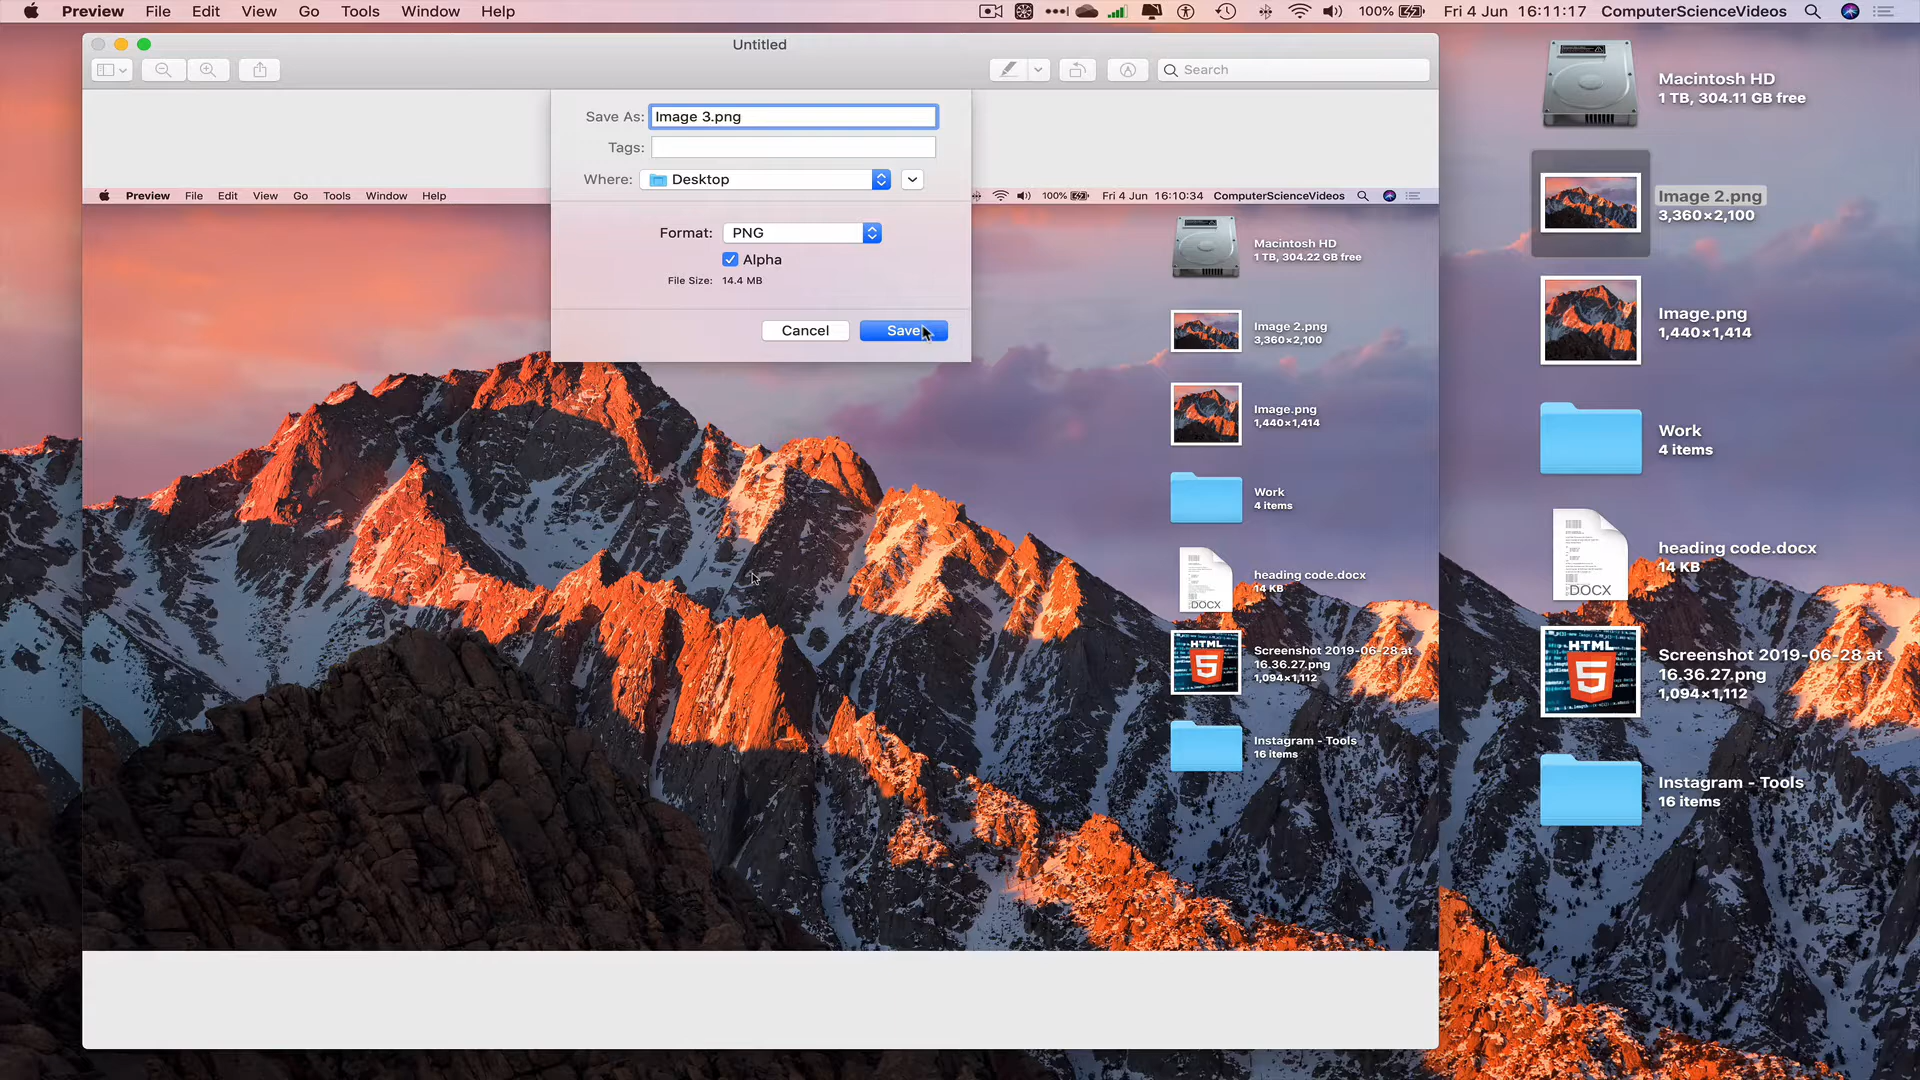 Preview File Edit View Go Tools Window Help 100% Fri 4 Jun 16:11:17 ComputerScienceVideos
Untitled
Search
Save As: Image 3.png
Tags:
Where: Desktop
Format: PNG
Alpha
File Size: 14.4 MB
Cancel Save
Preview File Edit View Go Tools Window Help 100% Fri 4 Jun 16:10:34 ComputerScienceVideos
Macintosh HD
1 TB, 304.22 GB free
Image 2.png
3,360×2,100
Image.png
1,440×1,414
Work
4 items
heading code.docx
14 KB
DOCX
HTML
5
Screenshot 2019-06-28 at
16.36.27.png
1,094×1,112
Instagram - Tools
16 items
Macintosh HD
1 TB, 304.11 GB free
Image 2.png
3,360×2,100
Image.png
1,440×1,414
Work
4 items
heading code.docx
14 KB
DOCX
HTML
5
Screenshot 2019-06-28 at
16.36.27.png
1,094×1,112
Instagram - Tools
16 items